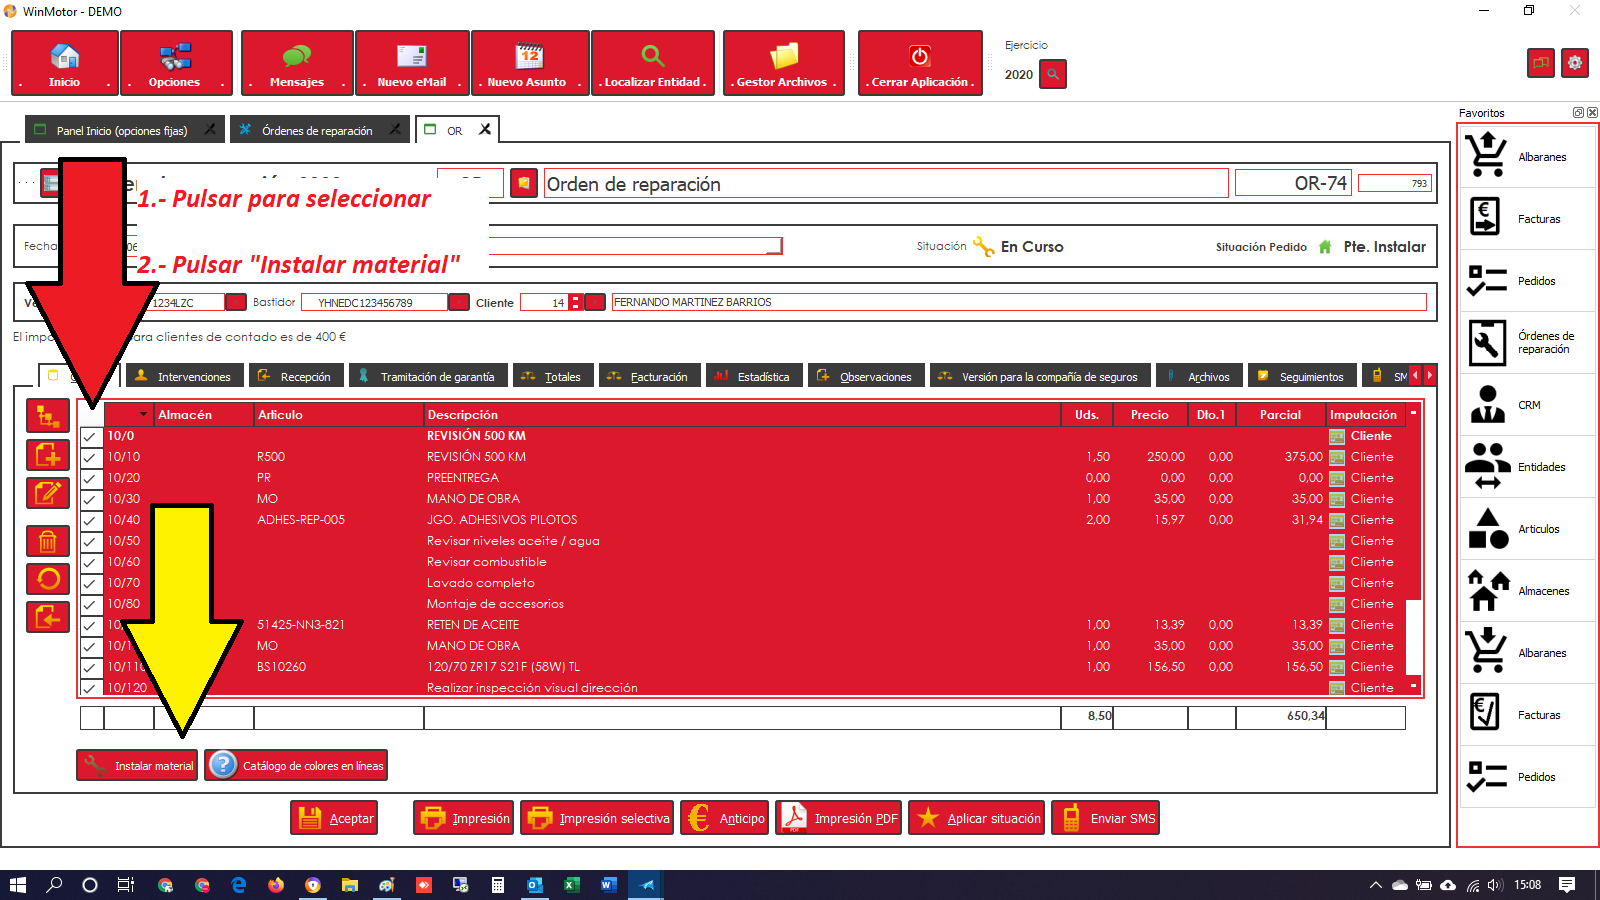 WinMotor - DEMO
. Inicio .
. Opciones .
. Mensajes .
. Nuevo eMail .
. Nuevo Asunto .
. Localizar Entidad .
. Gestor Archivos .
. Cerrar Aplicación .
Ejercicio
2020
Panel Inicio (opciones fijas)
Órdenes de reparación
OR
Favoritos
1.- Pulsar para seleccionar
Orden de reparación
OR-74
793
Fecha
06
Situación
En Curso
Situación Pedido
Pte. Instalar
2.- Pulsar "Instalar material"
1234LZC
Bastidor
YHNEDC123456789
Cliente
14
FERNANDO MARTINEZ BARRIOS
para clientes de contado es de 400 €
Intervenciones
Recepción
Tramitación de garantía
Totales
Facturación
Estadística
Observaciones
Versión para la compañía de seguros
Archivos
Seguimientos
SM
Almacén Articulo Descripción Uds. Precio Dto.1 Parcial Imputación
10/0 REVISIÓN 500 KM Cliente
10/10 R500 REVISIÓN 500 KM 1,50 250,00 0,00 375,00 Cliente
10/20 PR PREENTREGA 0,00 0,00 0,00 0,00 Cliente
10/30 MO MANO DE OBRA 1,00 35,00 0,00 35,00 Cliente
10/40 ADHES-REP-005 JGO. ADHESIVOS PILOTOS 2,00 15,97 0,00 31,94 Cliente
10/50 Revisar niveles aceite / agua Cliente
10/60 Revisar combustible Cliente
10/70 Lavado completo Cliente
10/80 Montaje de accesorios Cliente
51425-NN3-821 RETEN DE ACEITE 1,00 13,39 0,00 13,39 Cliente
MO MANO DE OBRA 1,00 35,00 0,00 35,00 Cliente
10/110 BS10260 120/70 ZR17 S21F (58W) TL 1,00 156,50 0,00 156,50 Cliente
10/120 Realizar inspección visual dirección Cliente
8,50 650,34
Instalar material
Catálogo de colores en líneas
Aceptar
Impresión
Impresión selectiva
Anticipo
Impresión PDF
Aplicar situación
Enviar SMS
Albaranes
Facturas
Pedidos
Órdenes de
reparación
CRM
Entidades
Articulos
Almacenes
Albaranes
Facturas
Pedidos
15:08